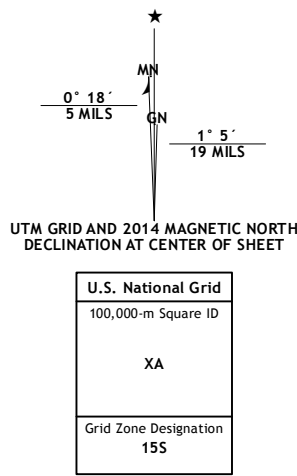 ★
MN
GN
0° 18´
5 MILS
1° 5´
19 MILS
UTM GRID AND 2014 MAGNETIC NORTH
DECLINATION AT CENTER OF SHEET
U.S. National Grid
100,000-m Square ID
XA
Grid Zone Designation
15S